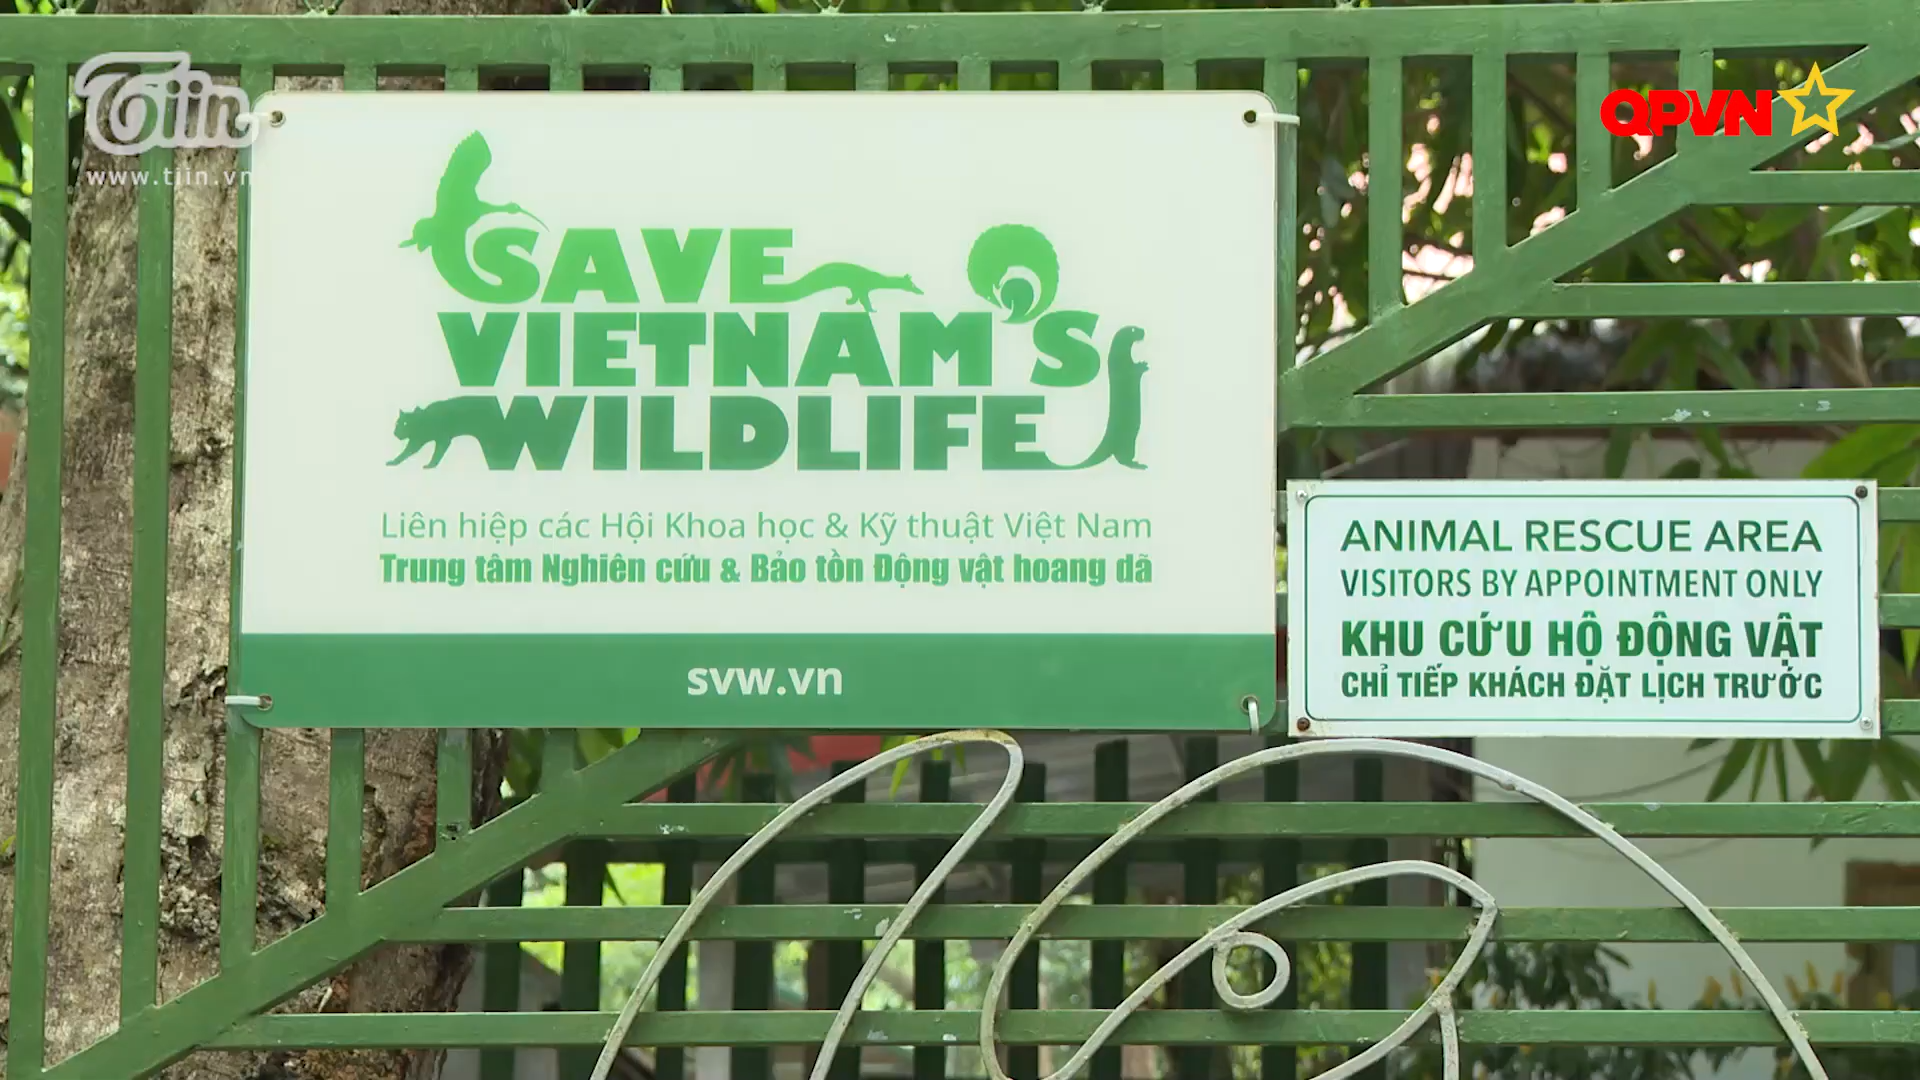 Tiin
www.tiin.vn
QPVN
SAVE
VIETNAM'S
WILDLIFE
Liên hiệp các Hội Khoa học & Kỹ thuật Việt Nam
Trung tâm Nghiên cứu & Bảo tồn Động vật hoang dã
svw.vn
ANIMAL RESCUE AREA
VISITORS BY APPOINTMENT ONLY
KHU CỨU HỘ ĐỘNG VẬT
CHỈ TIẾP KHÁCH ĐẶT LỊCH TRƯỚC